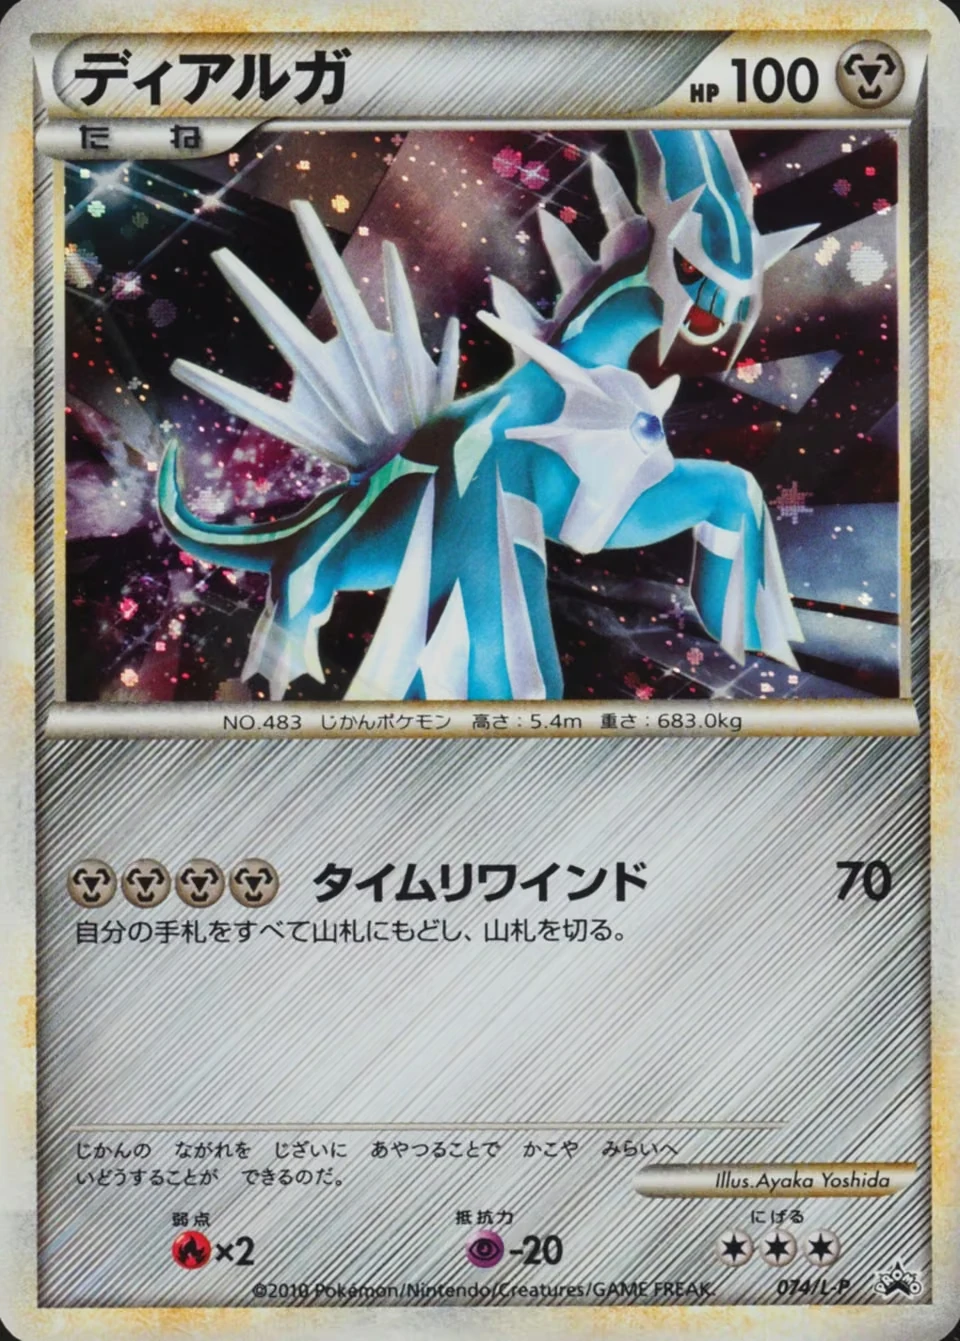 ディアルガ HP 100
たね
NO.483 じかんポケモン 高さ：5.4m 重さ：683.0kg
タイムリワインド 70
自分の手札をすべて山札にもどし、山札を切る。
じかんの ながれを じざいに あやつることで かこや みらいへ
いどうすることが できるのだ。
Illus.Ayaka Yoshida
弱点 抵抗力 にげる
×2 -20
©2010 Pokémon/Nintendo/Creatures/GAME FREAK. 074/L-P